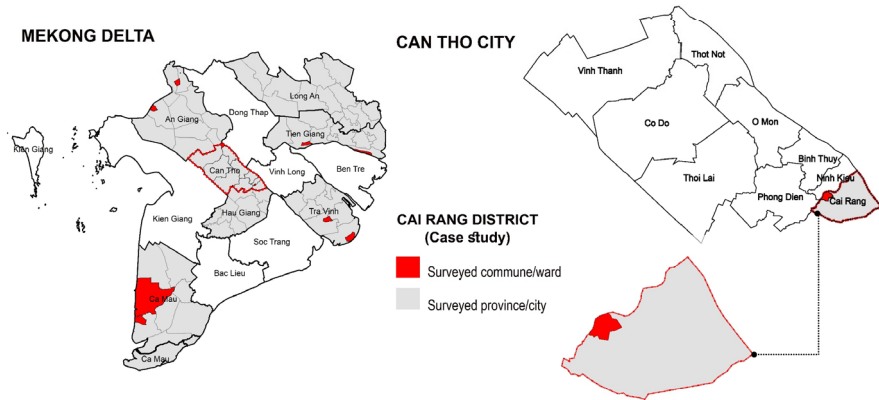 MEKONG DELTA
Long An
An Giang
Dong Thap
Tien Giang
Kien Giang
Can Tho
Vinh Long
Ben Tre
Hau Giang
Tra Vinh
Kien Giang
Soc Trang
Bac Lieu
Ca Mau
Ca Mau
CAN THO CITY
Thot Not
Vinh Thanh
Co Do
O Mon
Binh Thuy
Thoi Lai
Ninh Kieu
Phong Dien
Cai Rang
CAI RANG DISTRICT
(Case study)
Surveyed commune/ward
Surveyed province/city